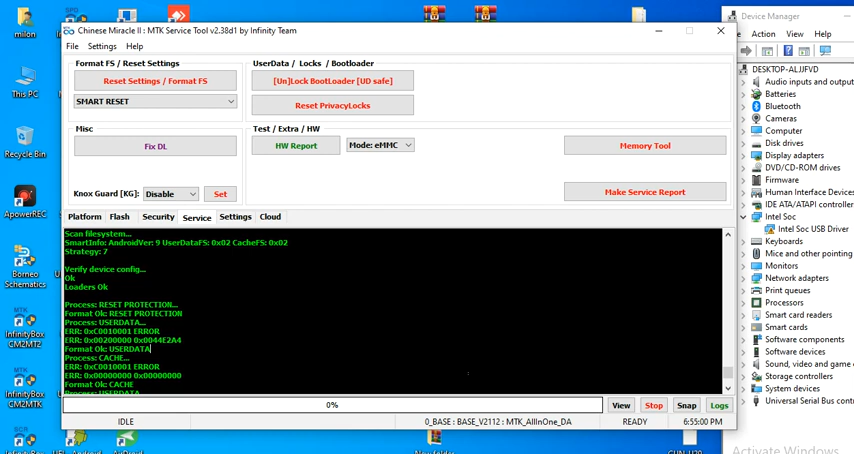 milon
This PC
Recycle Bin
ApowerREC
Borneo
Schematics
InfinityBox
CM2MT2
InfinityBox
CM2MTK
Chinese Miracle II : MTK Service Tool v2.38d1 by Infinity Team
File Settings Help
Format FS / Reset Settings
Reset Settings / Format FS
SMART RESET
UserData / Locks / Bootloader
[Un]Lock BootLoader [UD safe]
Reset PrivacyLocks
Misc
Fix DL
Knox Guard [KG]: Disable Set
Test / Extra / HW
HW Report Mode: eMMC
Memory Tool
Make Service Report
Platform Flash Security Service Settings Cloud
Scan filesystem...
SmartInfo: AndroidVer: 9 UserDataFS: 0x02 CacheFS: 0x02
Strategy: 7
Verify device config...
Ok
Loaders Ok
Process: RESET PROTECTION...
Format Ok: RESET PROTECTION
Process: USERDATA...
ERR: 0xC0010001 ERROR
ERR: 0x00200000 0x0044E2A4
Format Ok: USERDATA
Process: CACHE...
ERR: 0xC0010001 ERROR
ERR: 0x00000000 0x00000000
Format Ok: CACHE
Process: USERDATA
0% View Stop Snap Logs
IDLE 0_BASE : BASE_V2112 : MTK_AllInOne_DA READY 6:55:00 PM
New folder
Device Manager
Action View Help
DESKTOP-ALJJFVD
Audio inputs and output
Batteries
Bluetooth
Cameras
Computer
Disk drives
Display adapters
DVD/CD-ROM drives
Firmware
Human Interface Devices
IDE ATA/ATAPI controller
Intel Soc
Intel Soc USB Driver
Keyboards
Mice and other pointing
Monitors
Network adapters
Print queues
Processors
Smart card readers
Smart cards
Software components
Software devices
Sound, video and game
Storage controllers
System devices
Universal Serial Bus contro
Activate Windows